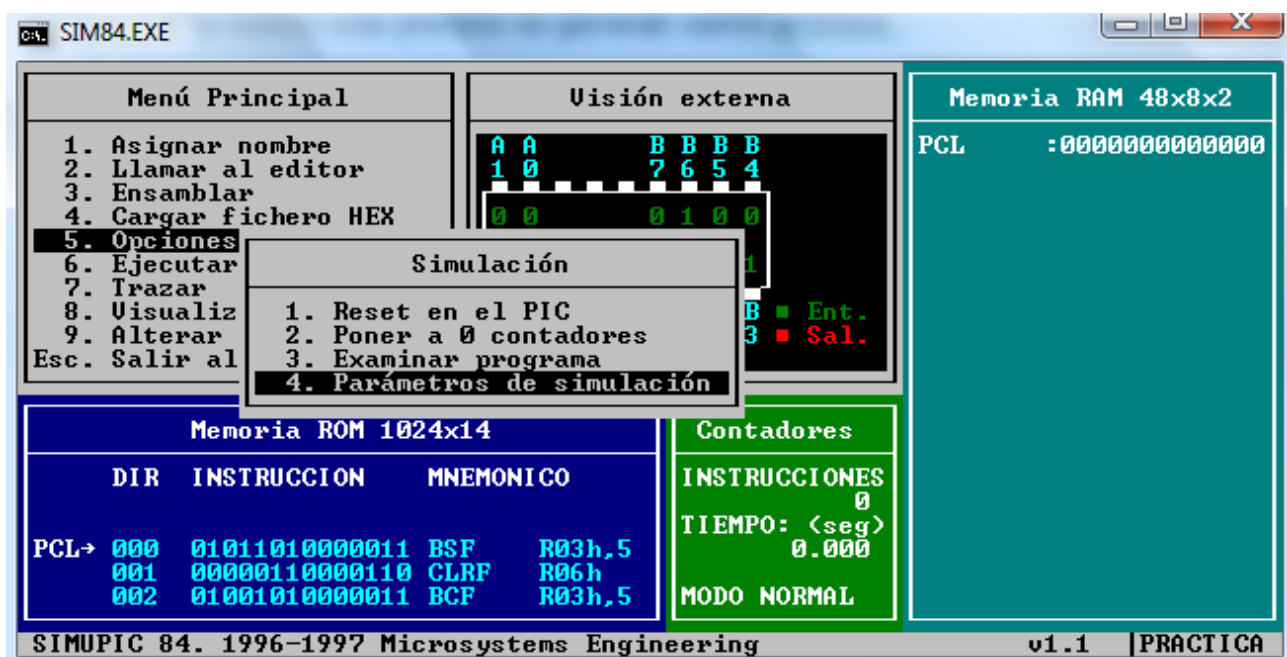 SIM84.EXE
Menú Principal
1. Asignar nombre
2. Llamar al editor
3. Ensamblar
4. Cargar fichero HEX
5. Opciones
6. Ejecutar
7. Trazar
8. Visualiz
9. Alterar
Esc. Salir al
Simulación
1. Reset en el PIC
2. Poner a 0 contadores
3. Examinar programa
4. Parámetros de simulación
Visión externa
A A B B B B
1 0 7 6 5 4
0 0 0 1 0 0
1
B ■ Ent.
3 ■ Sal.
Memoria RAM 48x8x2
PCL :0000000000000
Memoria ROM 1024x14
DIR INSTRUCCION MNEMONICO
PCL→ 000 01011010000011 BSF R03h,5
001 00000110000110 CLRF R06h
002 01001010000011 BCF R03h,5
Contadores
INSTRUCCIONES
0
TIEMPO: (seg)
0.000
MODO NORMAL
SIMUPIC 84. 1996-1997 Microsystems Engineering v1.1 |PRACTICA